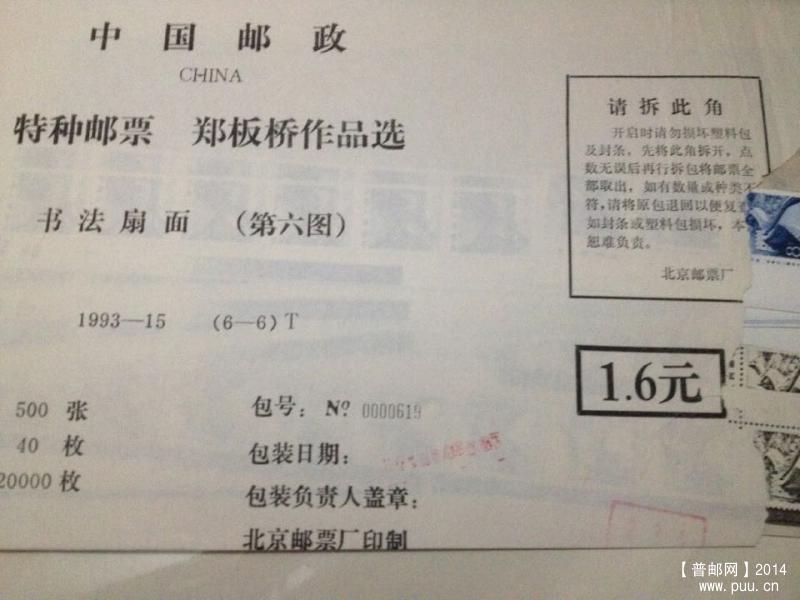 中国邮政
CHINA
特种邮票 郑板桥作品选
书法扇面 (第六图)
1993—15 (6—6)T
500 张
40 枚
20000 枚
包号: Nº 0000619
包装日期:
包装负责人盖章:
北京邮票厂印制
请拆此角
开启时请勿损坏塑料包
及封条,先将此角拆开,点
数无误后再行拆包将邮票全
部取出,如有数量或种类不
符,请将原包退回以便复查
如封条或塑料包损坏,本
恕难负责。
北京邮票厂
1.6元
8
【普邮网】2014
www.puu.cn